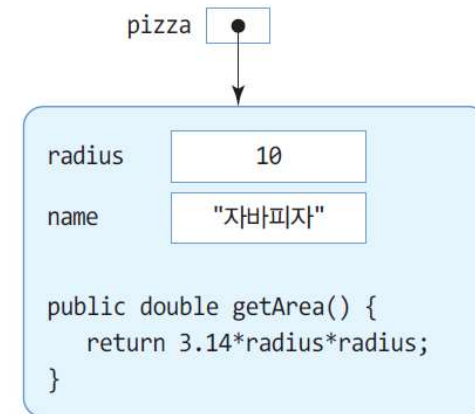 pizza
radius 10
name "자바피자"
public double getArea() {
return 3.14*radius*radius;
}